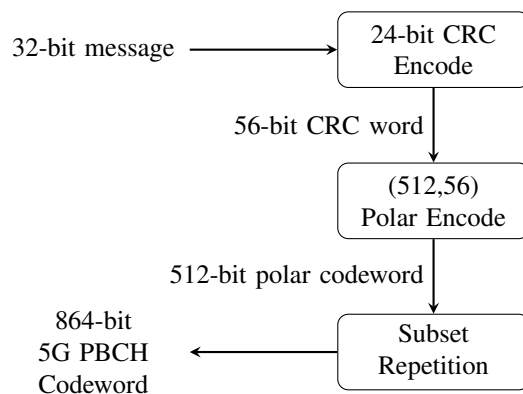 32-bit message
24-bit CRC
Encode
56-bit CRC word
(512,56)
Polar Encode
512-bit polar codeword
Subset
Repetition
864-bit
5G PBCH
Codeword